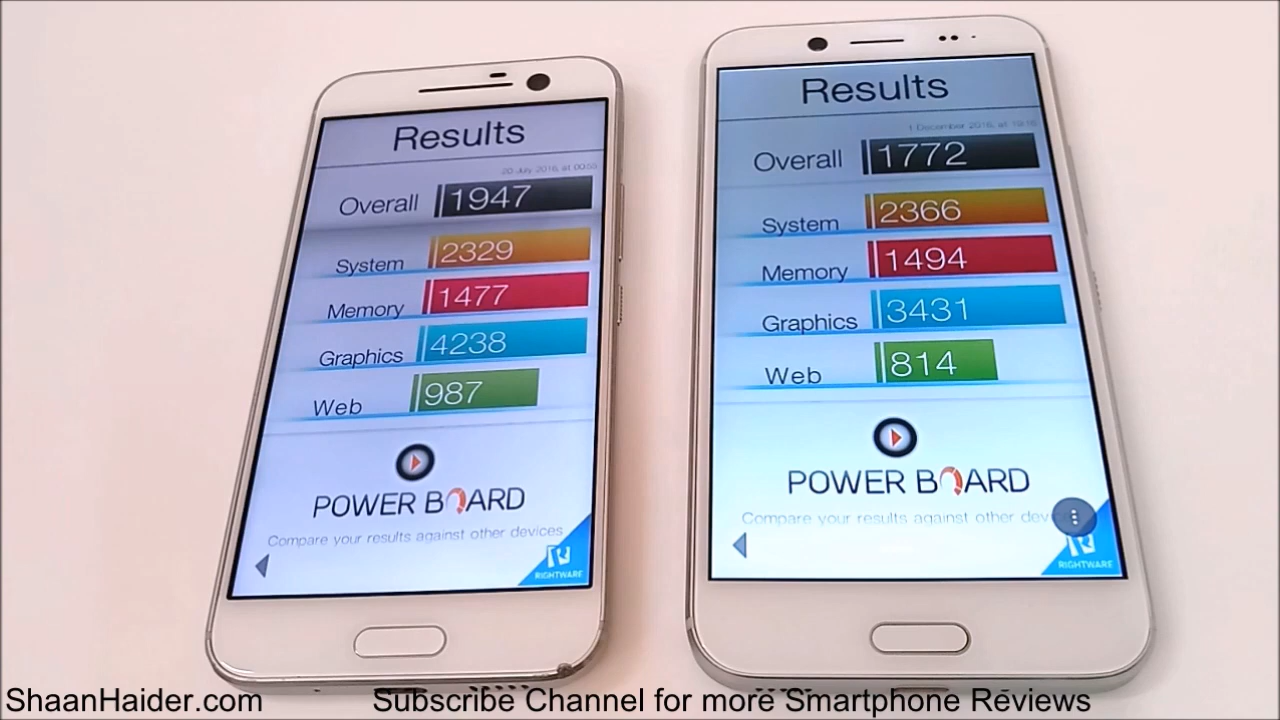 Results
20 July 2016, at 00:55
Overall 1947
System 2329
Memory 1477
Graphics 4238
Web 987
POWER BOARD
Compare your results against other devices
RIGHTWARE
Results
1 December 2016, at 19:16
Overall 1772
System 2366
Memory 1494
Graphics 3431
Web 814
POWER BOARD
Compare your results against other dev
RIGHTWARE
ShaanHaider.com
Subscribe Channel for more Smartphone Reviews